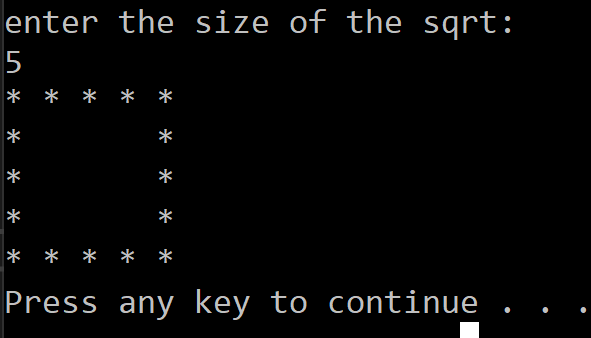 enter the size of the sqrt:
5
* * * * *
*       *
*       *
*       *
* * * * *
Press any key to continue . . .